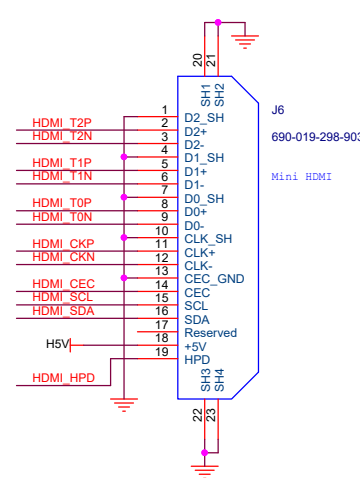 20
21
SH1
SH2
J6
690-019-298-903
Mini HDMI
1 D2_SH
HDMI_T2P 2 D2+
HDMI_T2N 3 D2-
4 D1_SH
HDMI_T1P 5 D1+
HDMI_T1N 6 D1-
7 D0_SH
HDMI_T0P 8 D0+
HDMI_T0N 9 D0-
10 CLK_SH
HDMI_CKP 11 CLK+
HDMI_CKN 12 CLK-
13 CEC_GND
HDMI_CEC 14 CEC
HDMI_SCL 15 SCL
HDMI_SDA 16 SDA
17 Reserved
H5V 18 +5V
19 HPD
HDMI_HPD
SH3
SH4
22
23